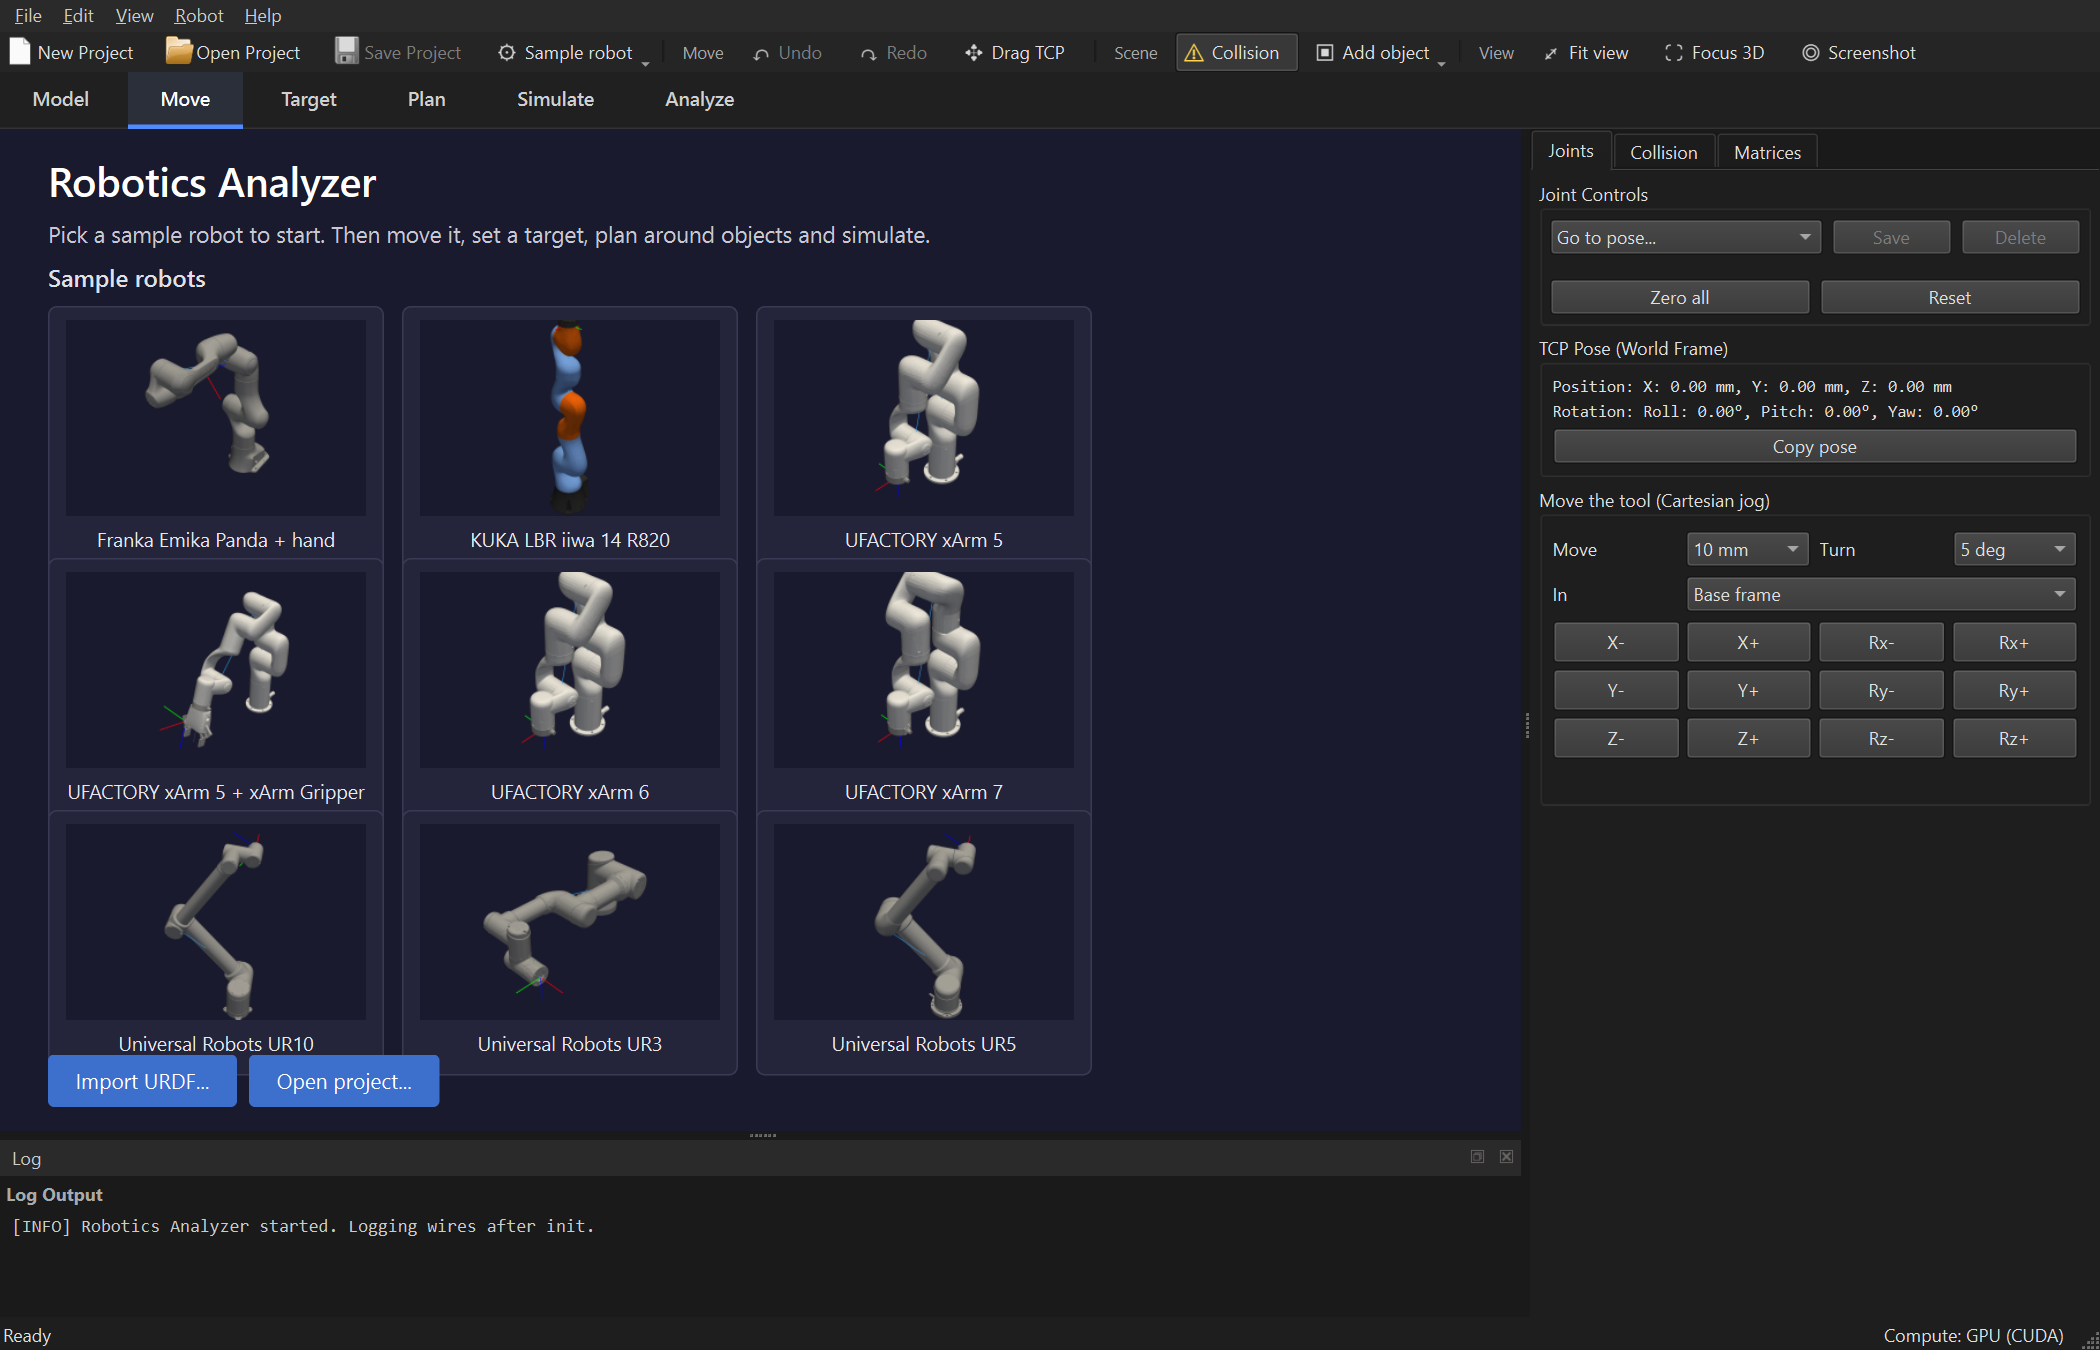 File Edit View Robot Help
New Project Open Project Save Project Sample robot Move Undo Redo Drag TCP Scene Collision Add object View Fit view Focus 3D Screenshot
Model Move Target Plan Simulate Analyze
Robotics Analyzer
Pick a sample robot to start. Then move it, set a target, plan around objects and simulate.
Sample robots
Franka Emika Panda + hand
KUKA LBR iiwa 14 R820
UFACTORY xArm 5
UFACTORY xArm 5 + xArm Gripper
UFACTORY xArm 6
UFACTORY xArm 7
Universal Robots UR10
Universal Robots UR3
Universal Robots UR5
Import URDF...
Open project...
Joints Collision Matrices
Joint Controls
Go to pose... Save Delete
Zero all Reset
TCP Pose (World Frame)
Position: X: 0.00 mm, Y: 0.00 mm, Z: 0.00 mm
Rotation: Roll: 0.00°, Pitch: 0.00°, Yaw: 0.00°
Copy pose
Move the tool (Cartesian jog)
Move 10 mm Turn 5 deg
In Base frame
X- X+ Rx- Rx+
Y- Y+ Ry- Ry+
Z- Z+ Rz- Rz+
Log
Log Output
[INFO] Robotics Analyzer started. Logging wires after init.
Ready
Compute: GPU (CUDA)